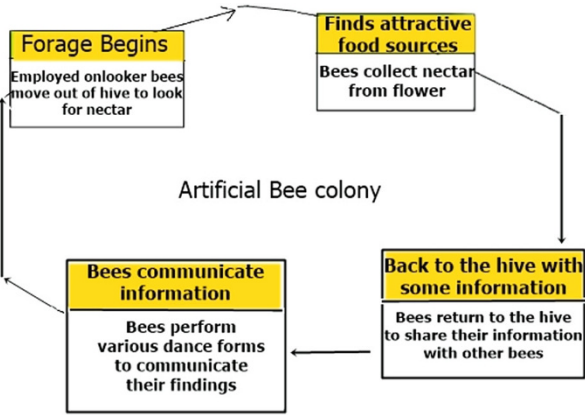 Forage Begins
Employed onlooker bees
move out of hive to look
for nectar
Finds attractive
food sources
Bees collect nectar
from flower
Artificial Bee colony
Back to the hive with
some information
Bees return to the hive
to share their information
with other bees
Bees communicate
information
Bees perform
various dance forms
to communicate
their findings